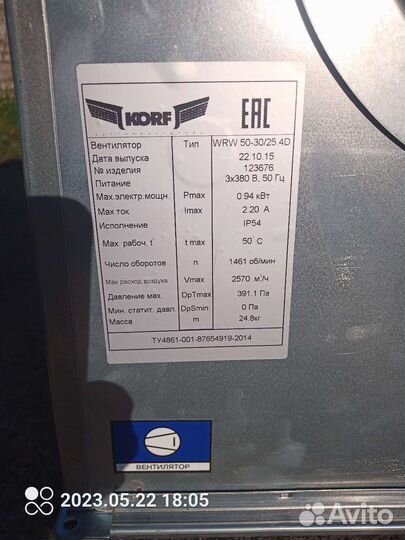 KORF
EAC
Вентилятор Тип WRW 50-30/25.4D
Дата выпуска 22.10.15
№ изделия 123676
Питание 3x380 В, 50 Гц
Мах.электр.мощн. Pmax 0.94 кВт
Мах.ток Imax 2.20 А
Исполнение IP54
Мах. рабоч. t° t max 50°С
Число оборотов n 1461 об/мин
Мах расход воздуха Vmax 2570 м³/ч
Давление мах. DpTmax 391.1 Па
Мин. статит. давл. DpSmin 0 Па
Масса m 24.8кг
ТУ4861-001-87654919-2014
ВЕНТИЛЯТОР
2023.05.22 18:05
Avito